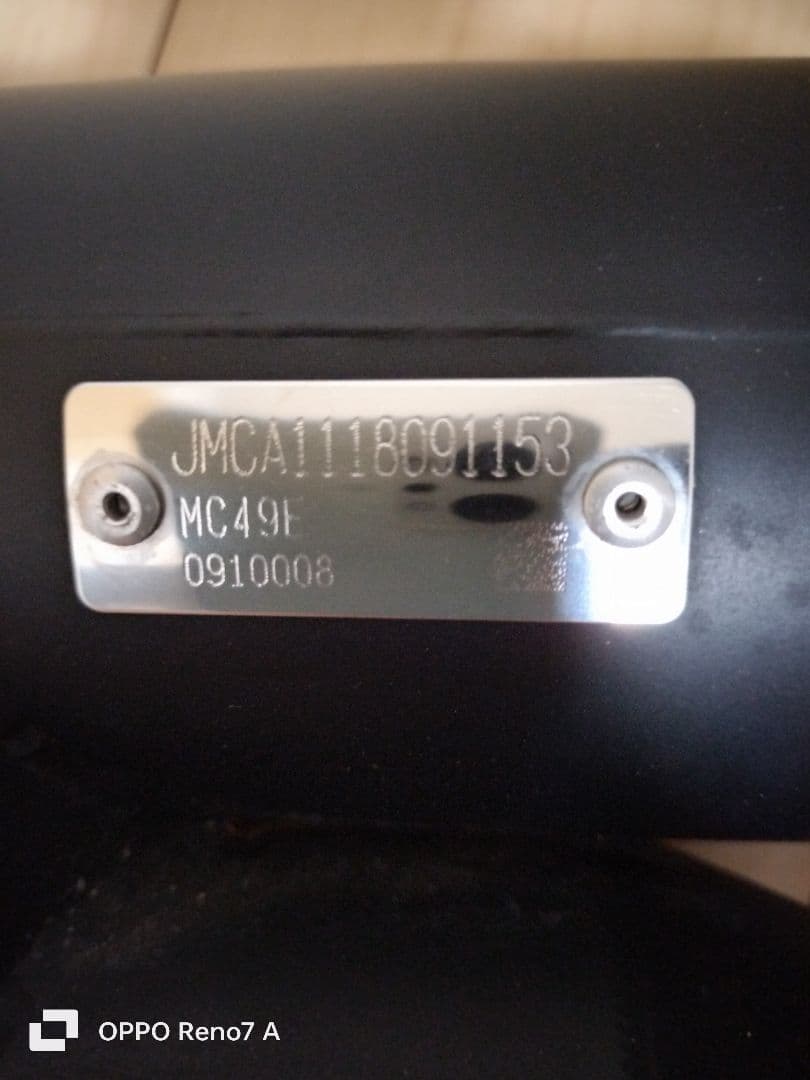 JMCA1118091153
MC49E
0910008
OPPO Reno7 A